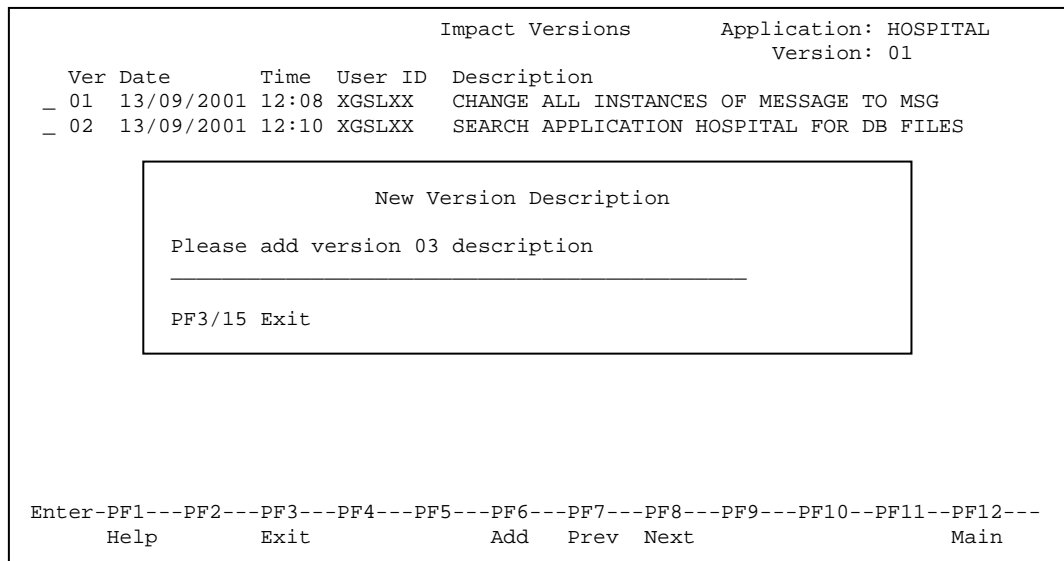 Impact Versions Application: HOSPITAL
Version: 01
Ver Date Time User ID Description
_ 01 13/09/2001 12:08 XGSLXX CHANGE ALL INSTANCES OF MESSAGE TO MSG
_ 02 13/09/2001 12:10 XGSLXX SEARCH APPLICATION HOSPITAL FOR DB FILES
New Version Description
Please add version 03 description
_____________________________________________
PF3/15 Exit
Enter-PF1---PF2---PF3---PF4---PF5---PF6---PF7---PF8---PF9---PF10--PF11--PF12---
Help Exit Add Prev Next Main